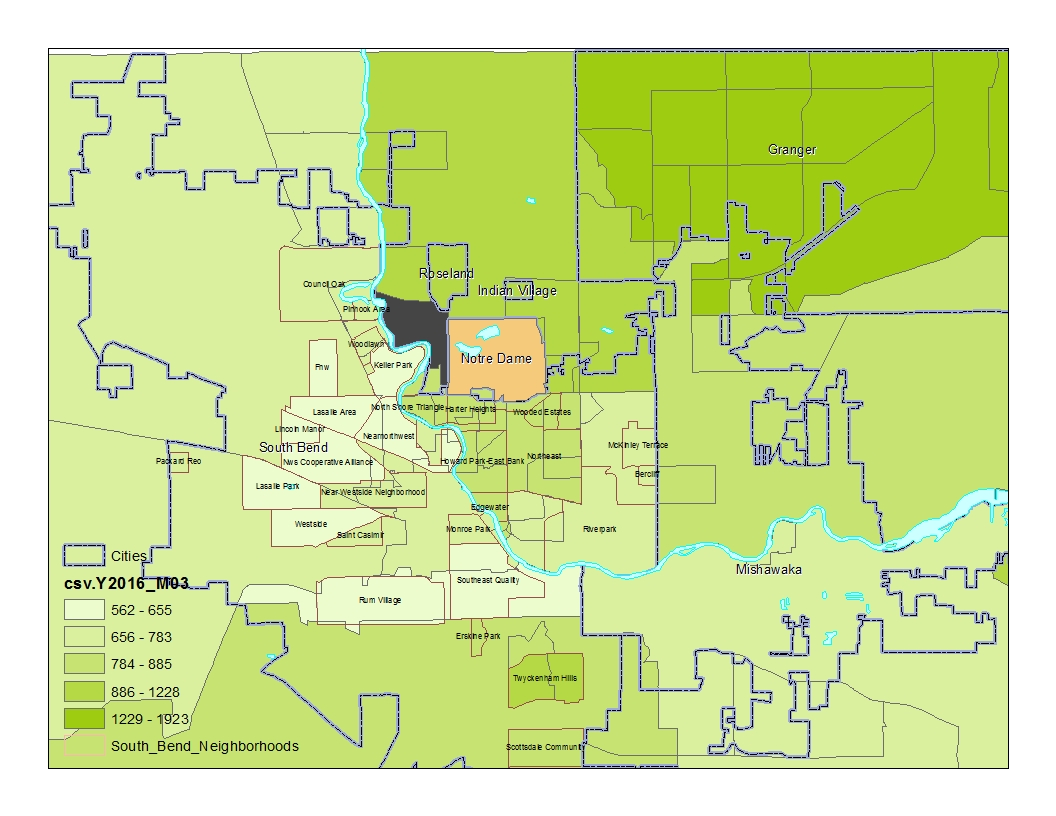 Granger
Roseland
Council Oak
Indian Village
Pinhook Area
Woodlawn
Notre Dame
Fnw
Keller Park
North Shore Triangle
Harter Heights
Wooded Estates
Lasalle Area
Lincoln Manor
Nearnorthwest
South Bend
McKinley Terrace
Northeast
Packard Reo
Nws Cooperative Alliance
Howard Park-East Bank
Bercliff
Lasalle Park
Near Westside Neighborhood
Edgewater
Westside
Monroe Park
Riverpark
Saint Casimir
Mishawaka
Southeast Quality
Rum Village
Erskine Park
Twyckenham Hills
Scottsdale Communi
Cities
csv.Y2016_M03
562 - 655
656 - 783
784 - 885
886 - 1228
1229 - 1923
South_Bend_Neighborhoods